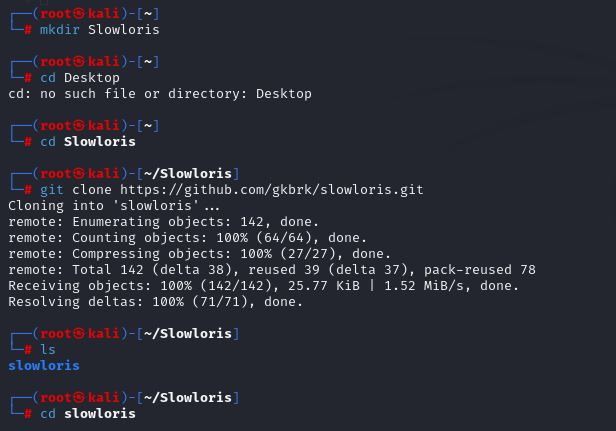 ┌──(root㉿kali)-[~]
└─# mkdir Slowloris
┌──(root㉿kali)-[~]
└─# cd Desktop
cd: no such file or directory: Desktop
┌──(root㉿kali)-[~]
└─# cd Slowloris
┌──(root㉿kali)-[~/Slowloris]
└─# git clone https://github.com/gkbrk/slowloris.git
Cloning into 'slowloris'...
remote: Enumerating objects: 142, done.
remote: Counting objects: 100% (64/64), done.
remote: Compressing objects: 100% (27/27), done.
remote: Total 142 (delta 38), reused 39 (delta 37), pack-reused 78
Receiving objects: 100% (142/142), 25.77 KiB | 1.52 MiB/s, done.
Resolving deltas: 100% (71/71), done.
┌──(root㉿kali)-[~/Slowloris]
└─# ls
slowloris
┌──(root㉿kali)-[~/Slowloris]
└─# cd slowloris